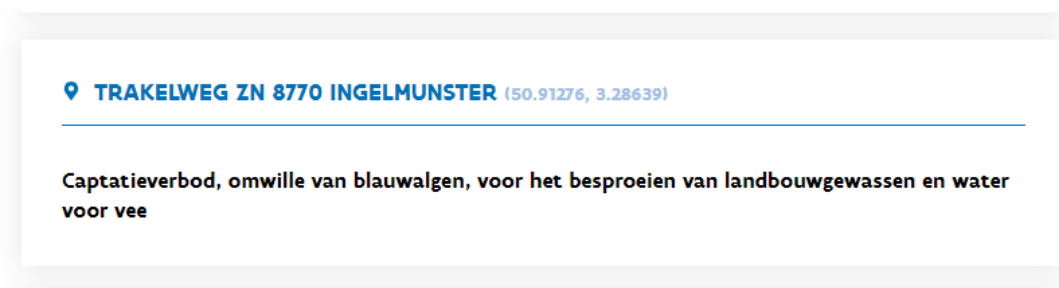 TRAKELWEG ZN 8770 INGELMUNSTER (50.91276, 3.28639)
Captatieverbod, omwille van blauwalgen, voor het besproeien van landbouwgewassen en water
voor vee